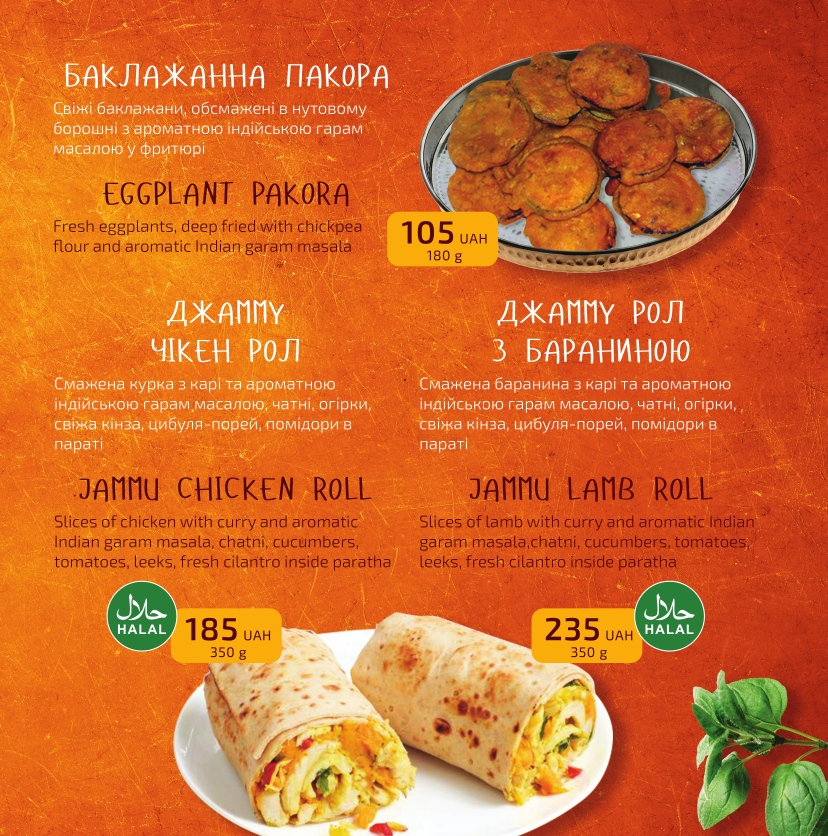 БАКЛАЖАННА ПАКОРА
Свіжі баклажани, обсмажені в нутовому
борошні з ароматною індійською гарам
масалою у фритюрі
EGGPLANT PAKORA
Fresh eggplants, deep fried with chickpea
flour and aromatic Indian garam masala
105 UAH
180 g
ДЖАММУ
ЧІКЕН РОЛ
Смажена курка з карі та ароматною
індійською гарам масалою, чатні, огірки,
свіжа кінза, цибуля-порей, помідори в
параті
JAMMU CHICKEN ROLL
Slices of chicken with curry and aromatic
Indian garam masala, chatni, cucumbers,
tomatoes, leeks, fresh cilantro inside paratha
حلال
HALAL
185 UAH
350 g
ДЖАММУ РОЛ
З БАРАНИНОЮ
Смажена баранина з карі та ароматною
індійською гарам масалою, чатні, огірки,
свіжа кінза, цибуля-порей, помідори в
параті
JAMMU LAMB ROLL
Slices of lamb with curry and aromatic Indian
garam masala,chatni, cucumbers, tomatoes,
leeks, fresh cilantro inside paratha
235 UAH
350 g
حلال
HALAL